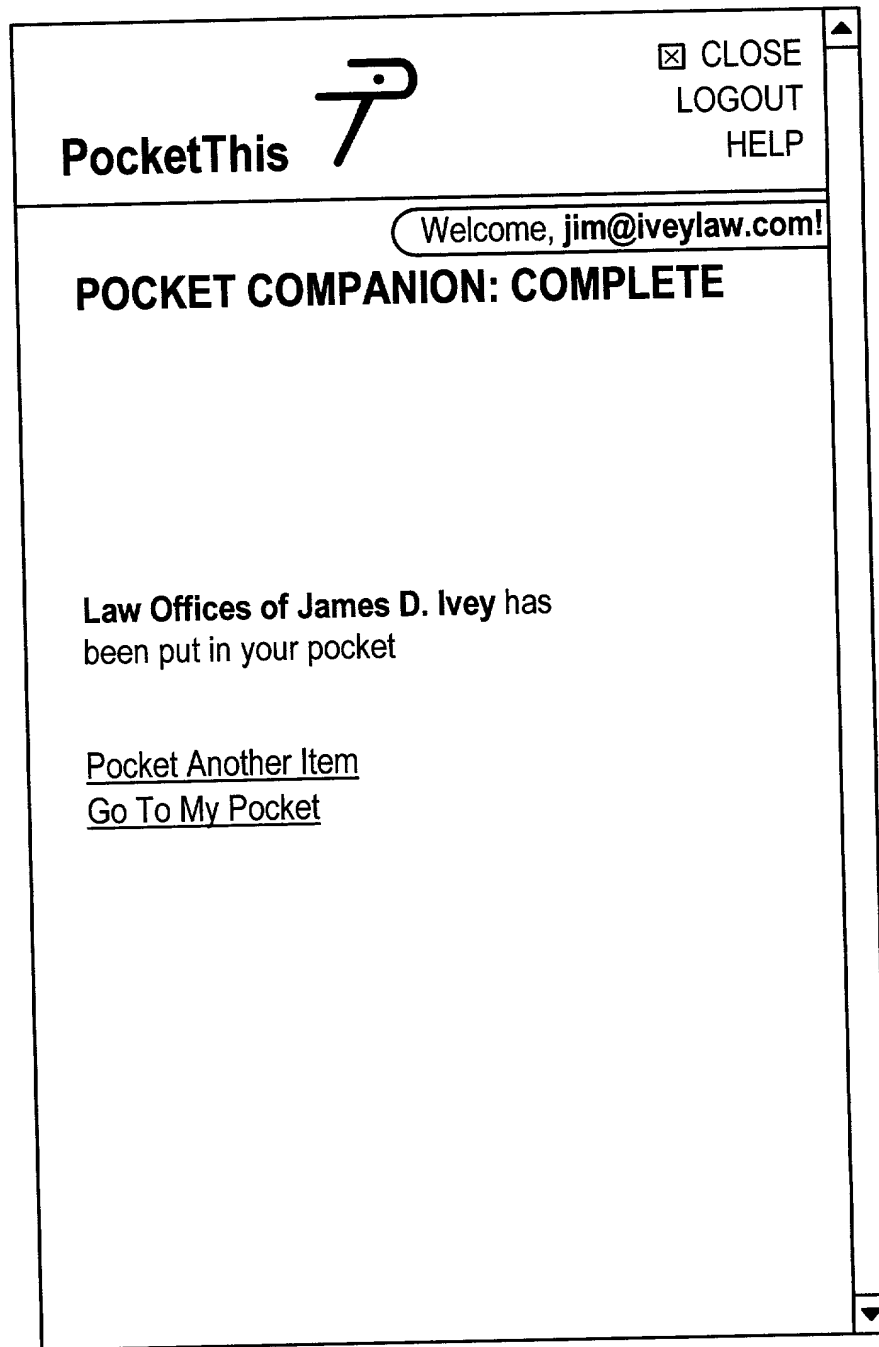 PocketThis
☒ CLOSE
LOGOUT
HELP
Welcome, jim@iveylaw.com!
POCKET COMPANION: COMPLETE
Law Offices of James D. Ivey has
been put in your pocket
Pocket Another Item
Go To My Pocket